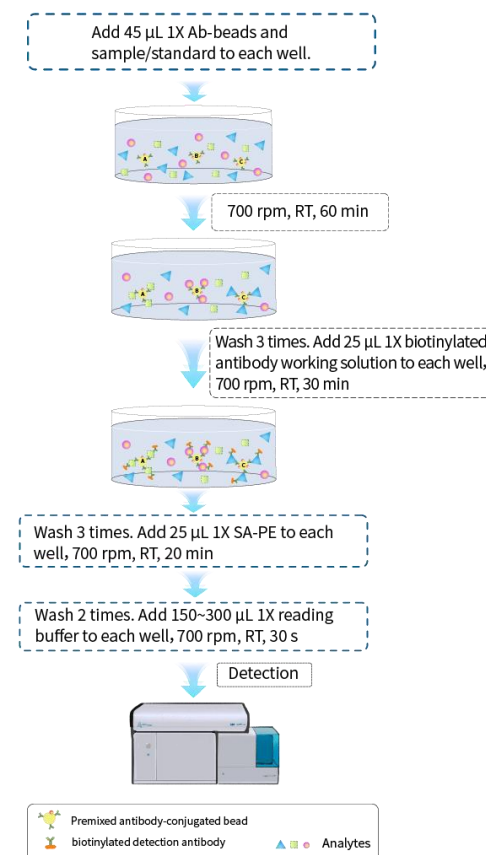 Add 45 μL 1X Ab-beads and
sample/standard to each well.
A
B
C
700 rpm, RT, 60 min
A
B
C
Wash 3 times. Add 25 μL 1X biotinylated
antibody working solution to each well,
700 rpm, RT, 30 min
A
B
C
Wash 3 times. Add 25 μL 1X SA-PE to each
well, 700 rpm, RT, 20 min
Wash 2 times. Add 150~300 μL 1X reading
buffer to each well, 700 rpm, RT, 30 s
Detection
Premixed antibody-conjugated bead
biotinylated detection antibody
Analytes